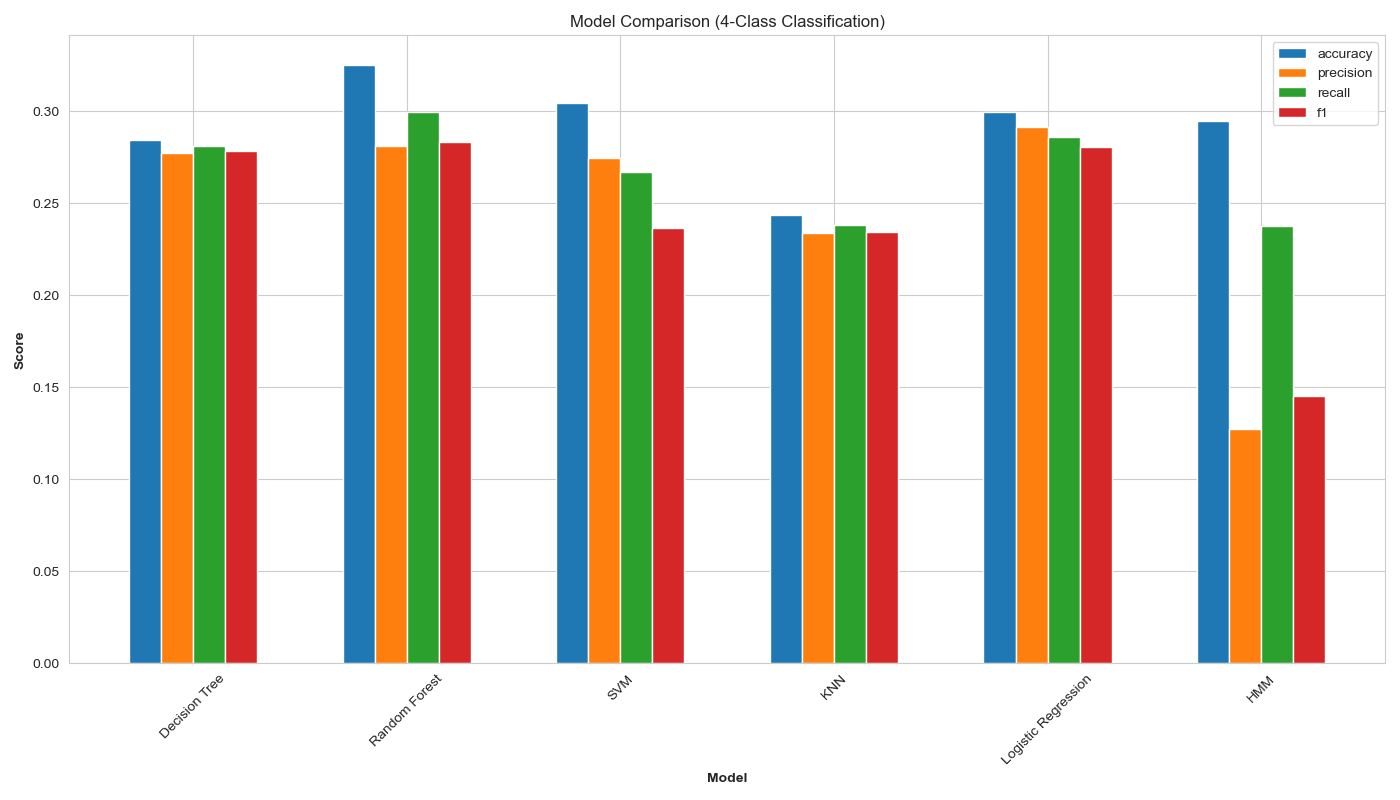 Model Comparison (4-Class Classification)
accuracy
precision
recall
f1
0.30
0.25
0.20
0.15
0.10
0.05
0.00
Score
Decision Tree
Random Forest
SVM
KNN
Logistic Regression
HMM
Model